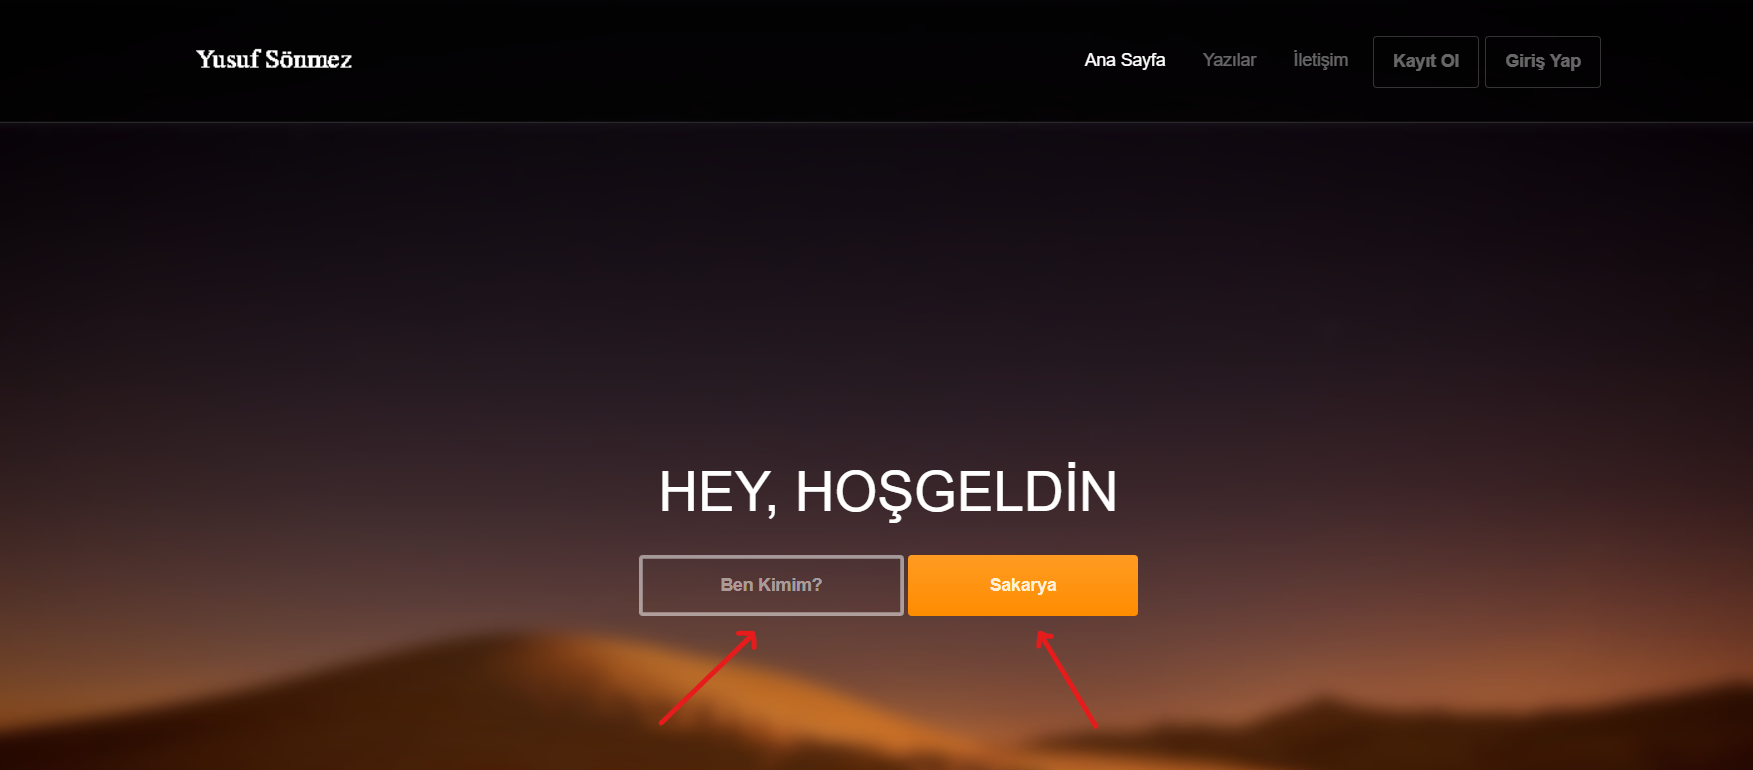 Yusuf Sönmez
Ana Sayfa Yazılar İletişim Kayıt Ol Giriş Yap
HEY, HOŞGELDİN
Ben Kimim? Sakarya